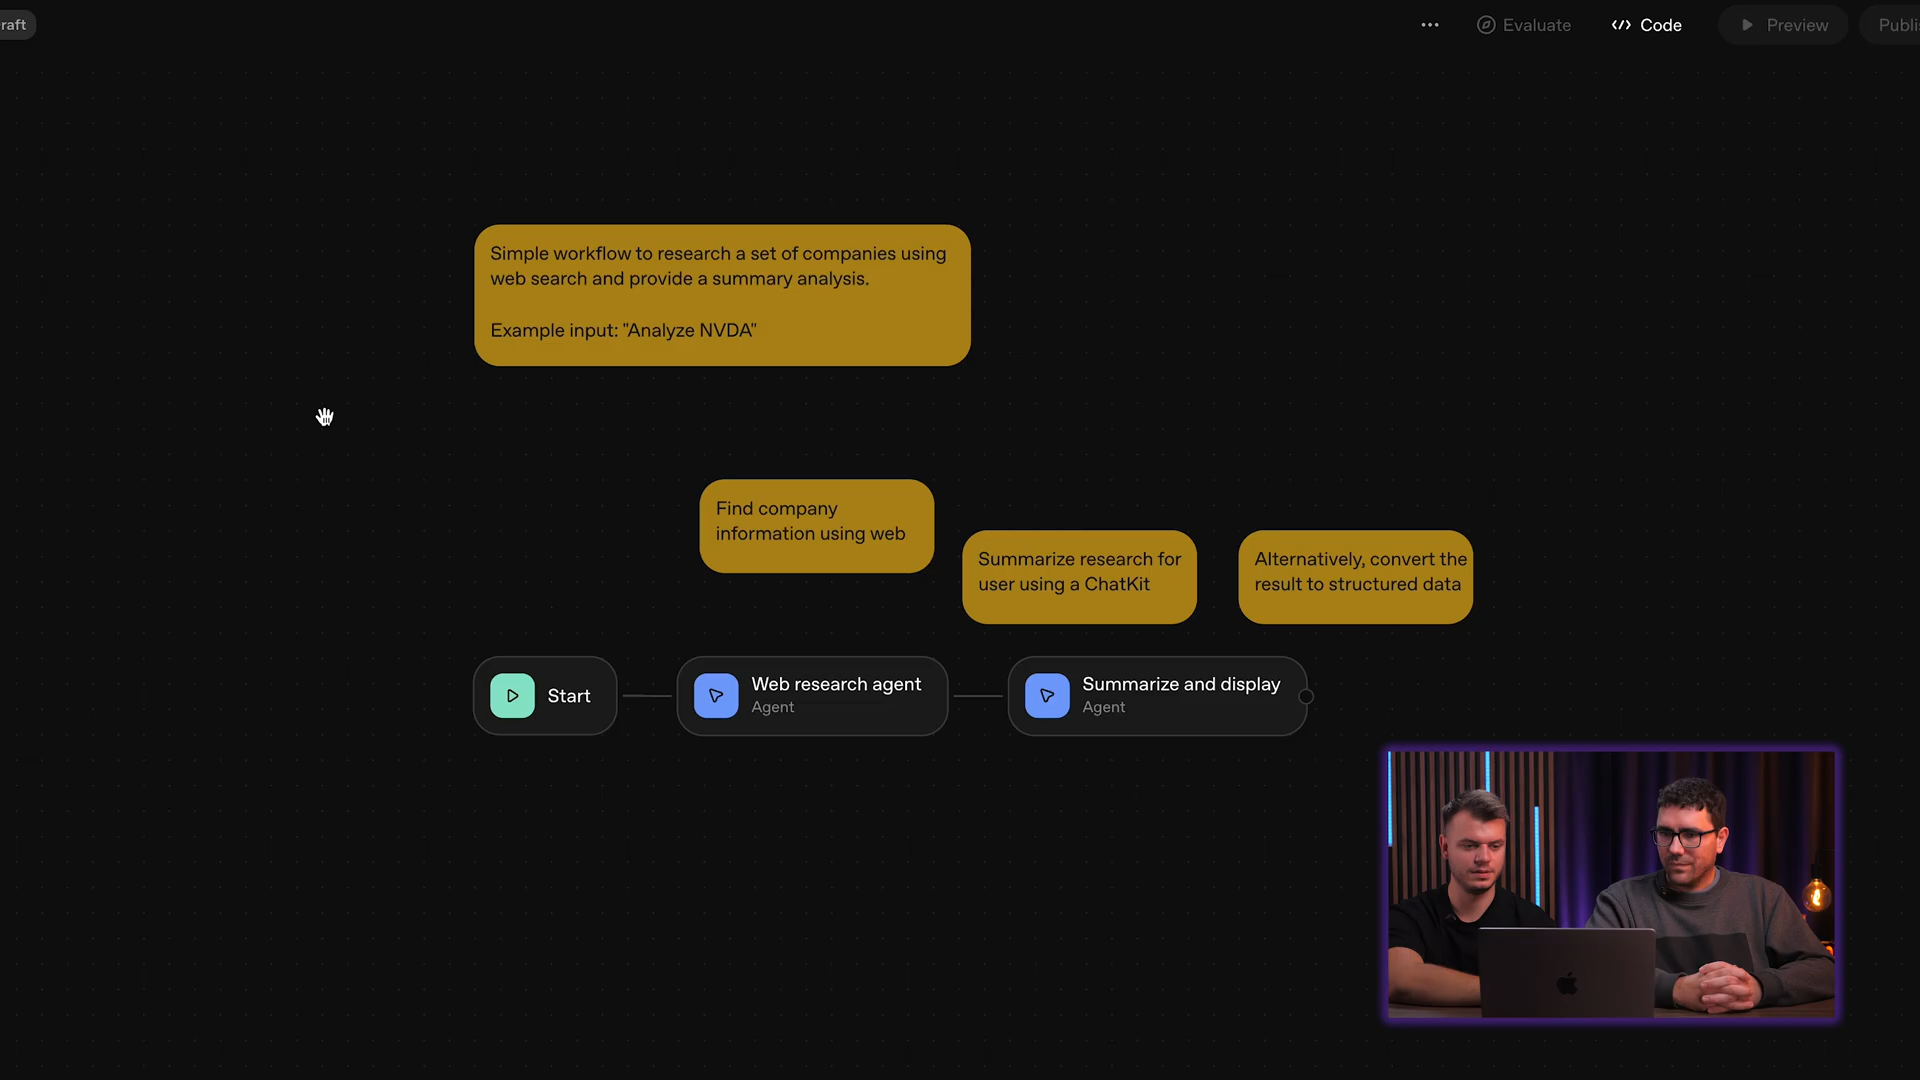 raft
Evaluate
Code
Preview
Publis
Simple workflow to research a set of companies using
web search and provide a summary analysis.
Example input: "Analyze NVDA"
Find company
information using web
Summarize research for
user using a ChatKit
Alternatively, convert the
result to structured data
Start
Web research agent
Agent
Summarize and display
Agent